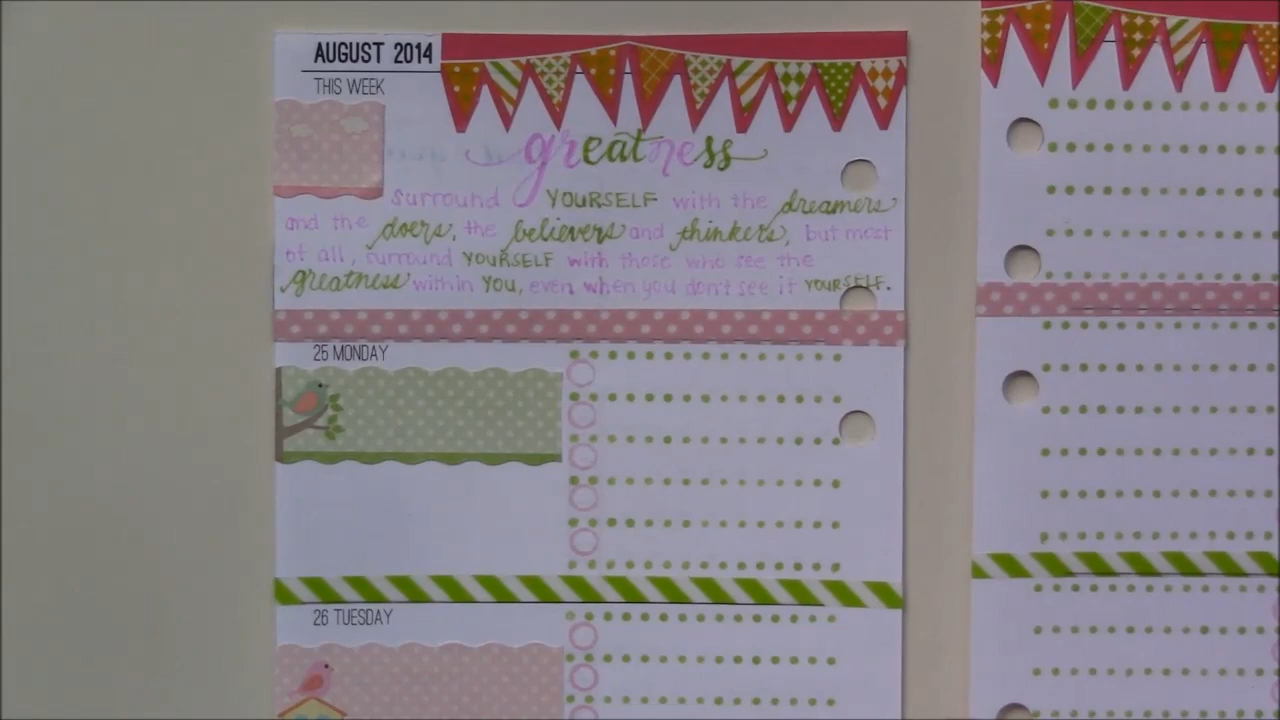 AUGUST 2014
THIS WEEK
greatness
surround YOURSELF with the dreamers
and the doers, the believers and thinkers, but most
of all, surround YOURSELF with those who see the
greatness within YOU, even when you don't see it YOURSELF.
25 MONDAY
26 TUESDAY